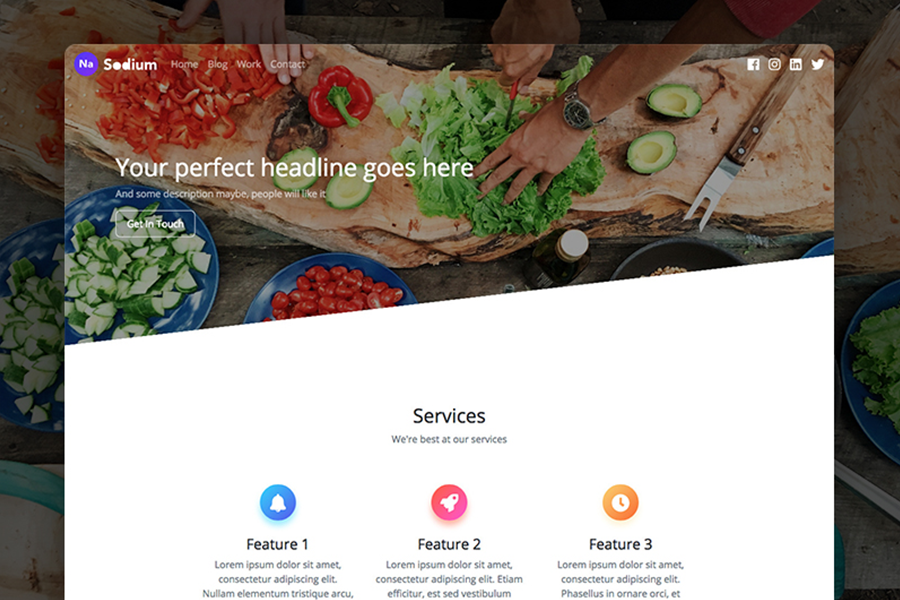 Na Sodium Home Blog Work Contact
Your perfect headline goes here
And some description maybe, people will like it
Get In Touch
Services
We're best at our services
Feature 1 Feature 2 Feature 3
Lorem ipsum dolor sit amet, Lorem ipsum dolor sit amet, Lorem ipsum dolor sit amet,
consectetur adipiscing elit. consectetur adipiscing elit. Etiam consectetur adipiscing elit.
Nullam elementum tristique arcu, efficitur, est sed vestibulum Phasellus in ornare orci, et